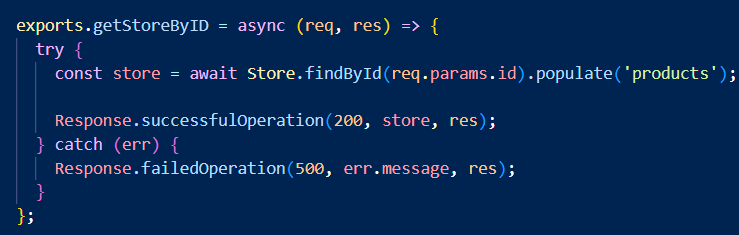 exports.getStoreByID = async (req, res) => {
try {
const store = await Store.findById(req.params.id).populate('products');
Response.successfulOperation(200, store, res);
} catch (err) {
Response.failedOperation(500, err.message, res);
}
};